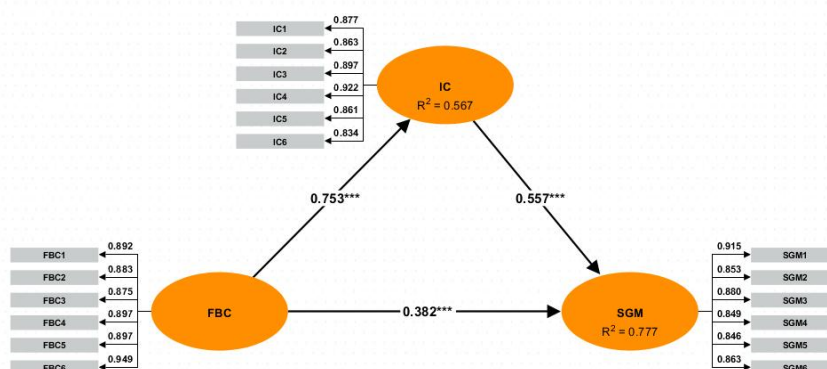 0.877
IC1
0.863
IC2
0.897
IC3
0.922
IC4
0.861
IC5
0.834
IC6
IC
R² = 0.567
0.753***
0.557***
0.892
FBC1
0.883
FBC2
0.875
FBC3
0.897
FBC4
0.897
FBC5
0.949
FBC6
FBC
0.382***
SGM
R² = 0.777
0.915
SGM1
0.853
SGM2
0.880
SGM3
0.849
SGM4
0.846
SGM5
0.863
SGM6